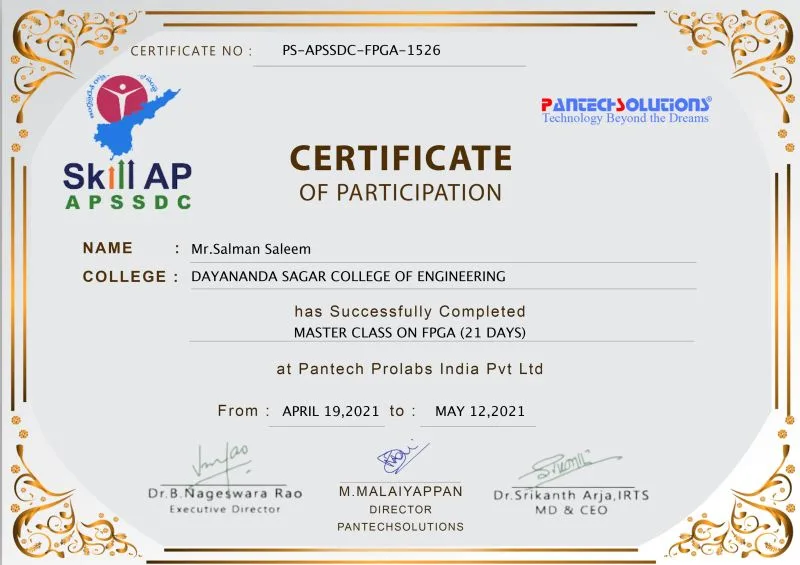 CERTIFICATE NO : PS-APSSDC-FPGA-1526
PANTECHSOLUTIONS®
Technology Beyond the Dreams
Skill AP
APSSDC
CERTIFICATE
OF PARTICIPATION
NAME : Mr.Salman Saleem
COLLEGE : DAYANANDA SAGAR COLLEGE OF ENGINEERING
has Successfully Completed
MASTER CLASS ON FPGA (21 DAYS)
at Pantech Prolabs India Pvt Ltd
From : APRIL 19,2021 to : MAY 12,2021
Dr.B.Nageswara Rao
Executive Director
M.MALAIYAPPAN
DIRECTOR
PANTECHSOLUTIONS
Dr.Srikanth Arja,IRTS
MD & CEO